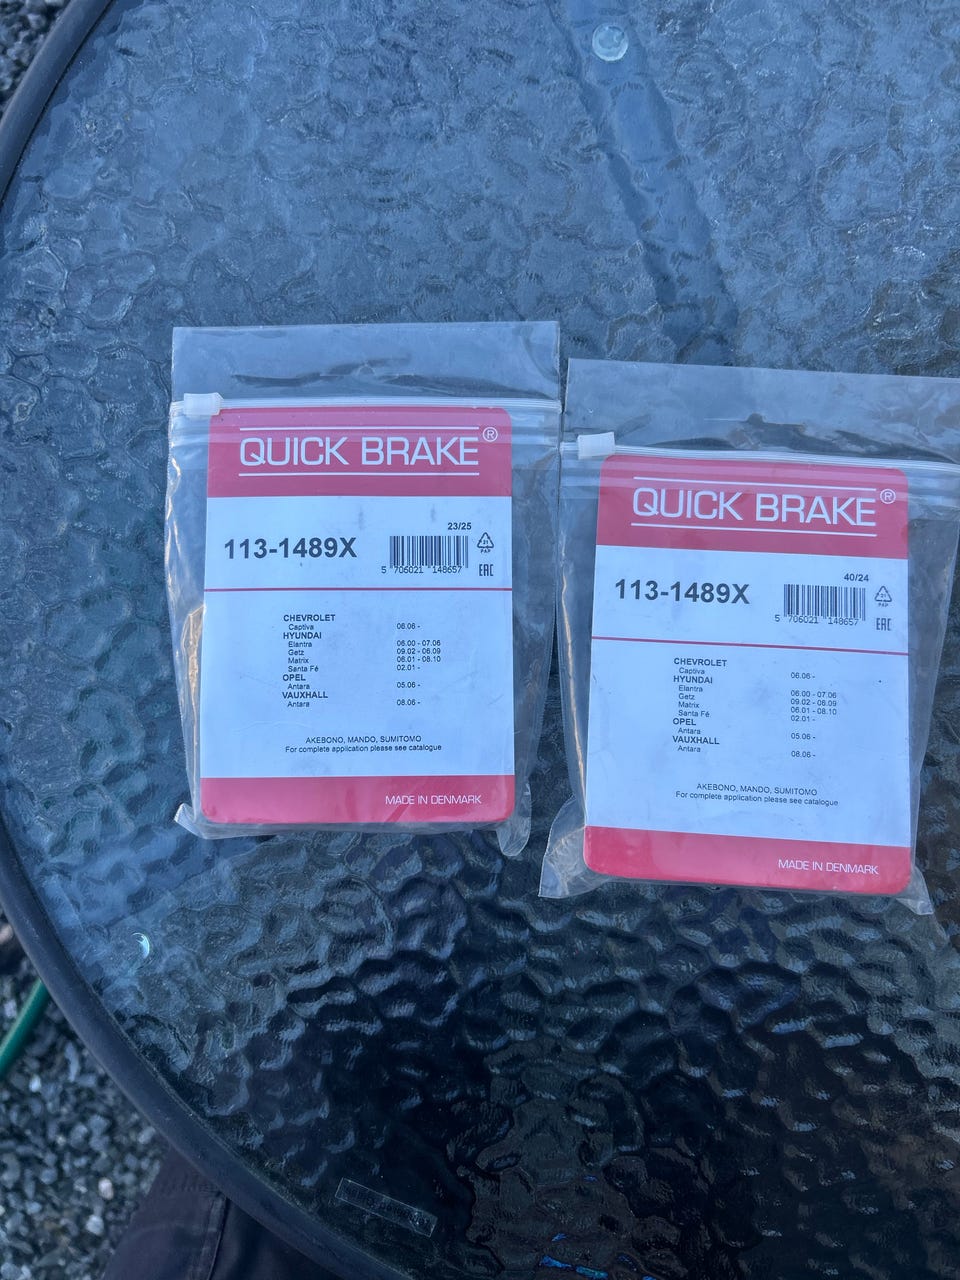 QUICK BRAKE®
23/25
113-1489X
21
PAP
5 706021 148657
EAC
CHEVROLET
Captiva 06.06 -
HYUNDAI
Elantra 06.00 - 07.06
Getz 09.02 - 06.09
Matrix 06.01 - 08.10
Santa Fé 02.01 -
OPEL
Antara 05.06 -
VAUXHALL
Antara 08.06 -
AKEBONO, MANDO, SUMITOMO
For complete application please see catalogue
MADE IN DENMARK
QUICK BRAKE®
40/24
113-1489X
21
PAP
5 706021 148657
EAC
CHEVROLET
Captiva 06.06 -
HYUNDAI
Elantra 06.00 - 07.06
Getz 09.02 - 06.09
Matrix 06.01 - 08.10
Santa Fé 02.01 -
OPEL
Antara 05.06 -
VAUXHALL
Antara 08.06 -
AKEBONO, MANDO, SUMITOMO
For complete application please see catalogue
MADE IN DENMARK